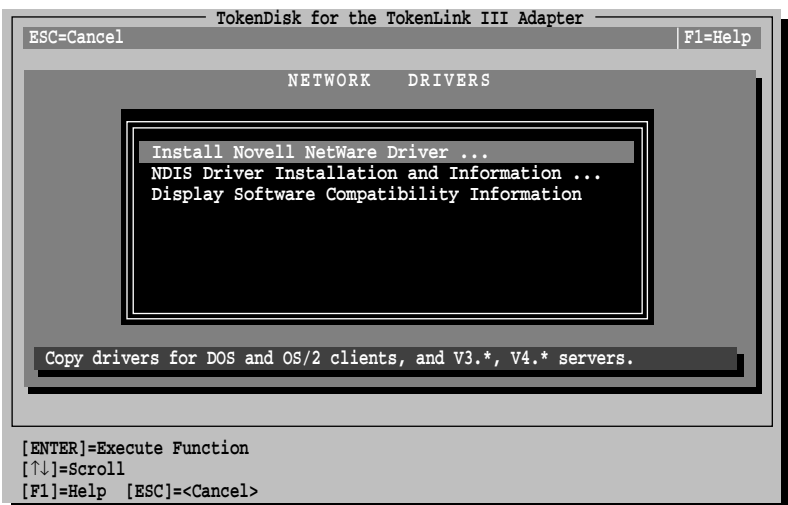 TokenDisk for the TokenLink III Adapter
ESC=Cancel F1=Help
NETWORK DRIVERS
Install Novell NetWare Driver ...
NDIS Driver Installation and Information ...
Display Software Compatibility Information
Copy drivers for DOS and OS/2 clients, and V3.*, V4.* servers.
[ENTER]=Execute Function
[↑↓]=Scroll
[F1]=Help [ESC]=<Cancel>